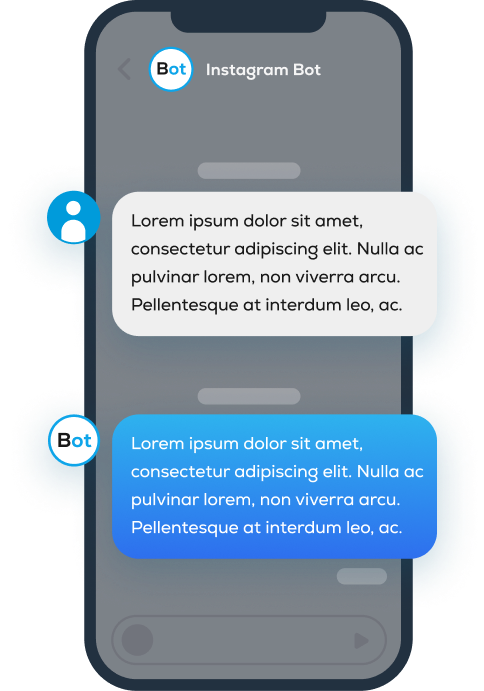 Bot Instagram Bot
Lorem ipsum dolor sit amet,
consectetur adipiscing elit. Nulla ac
pulvinar lorem, non viverra arcu.
Pellentesque at interdum leo, ac.
Bot
Lorem ipsum dolor sit amet,
consectetur adipiscing elit. Nulla ac
pulvinar lorem, non viverra arcu.
Pellentesque at interdum leo, ac.